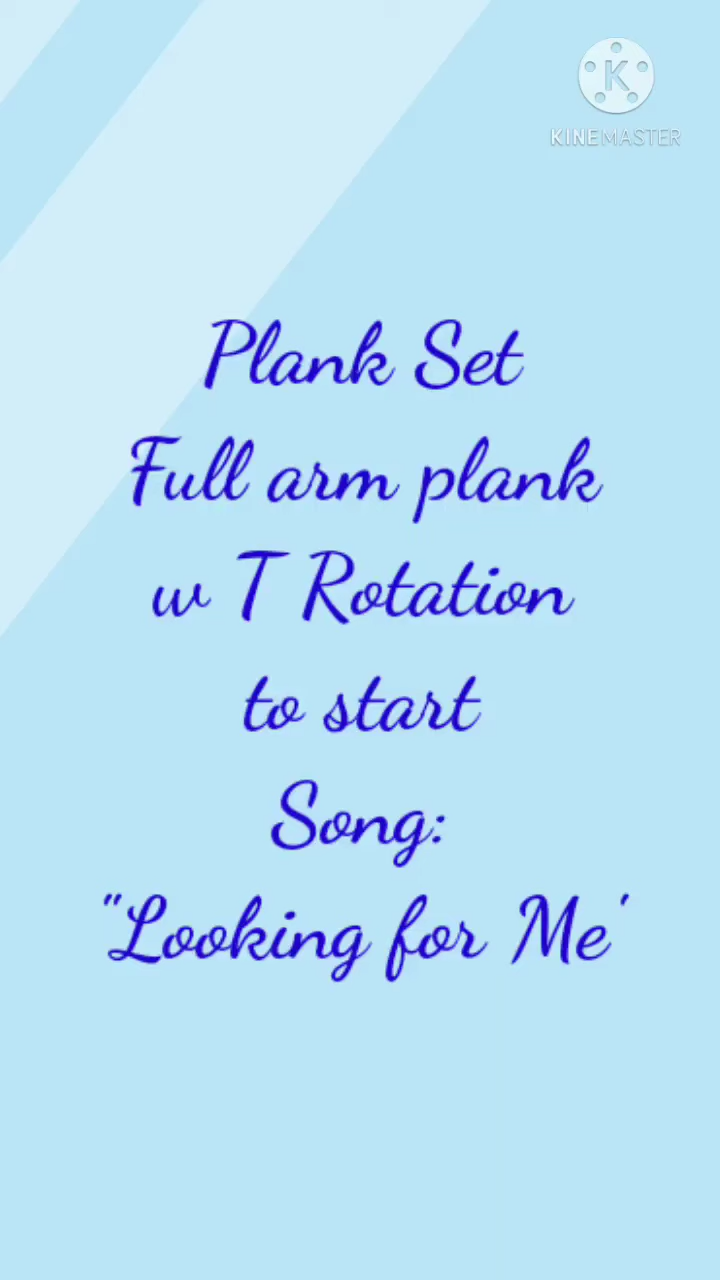 K
KINEMASTER
Plank Set
Full arm plank
w T Rotation
to start
Song:
"Looking for Me'